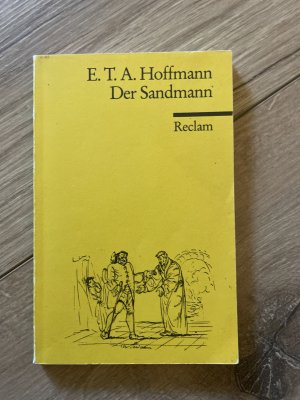 E. T. A. Hoffmann
Der Sandmann
Reclam